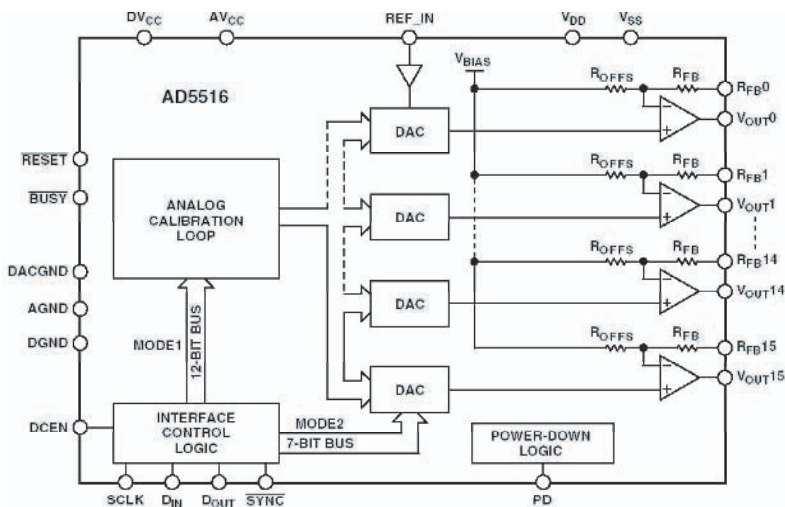 DVCC AVCC REF_IN VDD VSS
VBIAS
ROFFS RFB RFB0
AD5516
DAC
VOUT0
RESET
ROFFS RFB RFB1
BUSY
ANALOG
CALIBRATION
LOOP
DAC
VOUT1
DACGND
ROFFS RFB RFB14
AGND
DAC
VOUT14
DGND
MODE1
12-BIT BUS
ROFFS RFB RFB15
DAC
VOUT15
DCEN
INTERFACE
CONTROL
LOGIC
MODE2
7-BIT BUS
POWER-DOWN
LOGIC
SCLK DIN DOUT SYNC PD